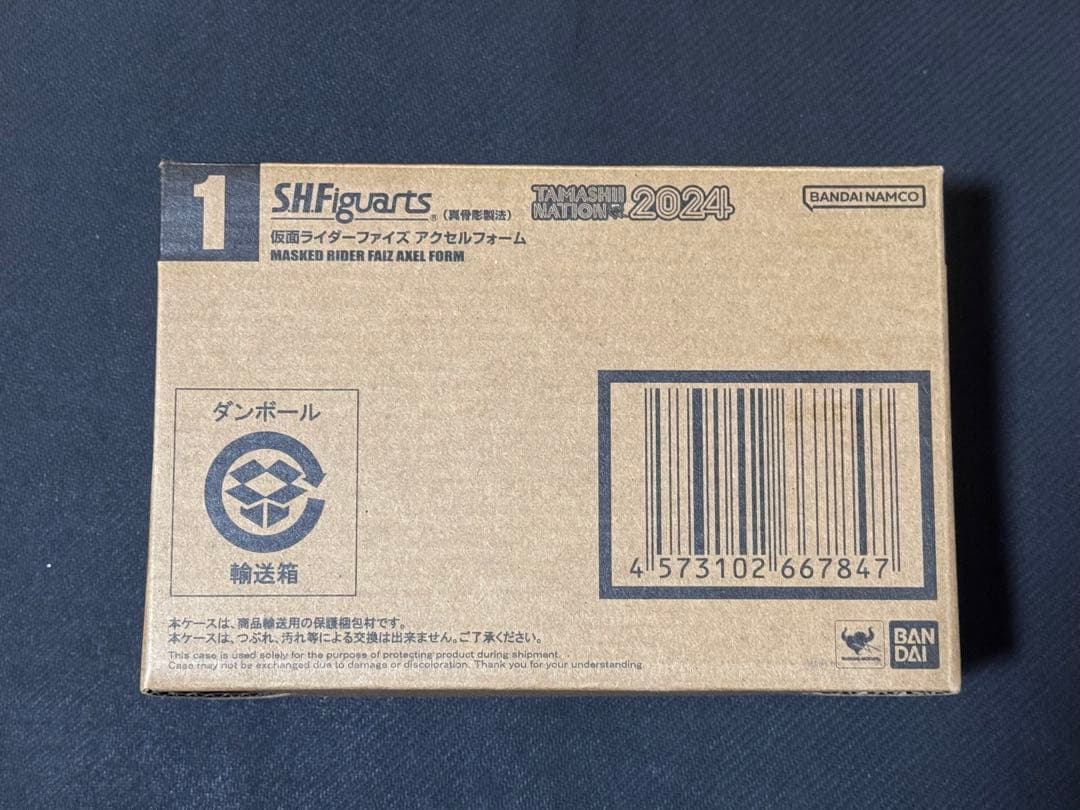 1
S.H.Figuarts® (真骨彫製法)
TAMASHII NATION 2024
BANDAI NAMCO
仮面ライダーファイズ アクセルフォーム
MASKED RIDER FAIZ AXEL FORM
ダンボール
輸送箱
4 573102 667847
本ケースは、商品輸送用の保護梱包材です。
本ケースは、つぶれ、汚れ等による交換は出来ません。ご了承ください。
This case is used solely for the purpose of protecting product during shipment.
Case may not be exchanged due to damage or discoloration. Thank you for your understanding.
BAN
DAI